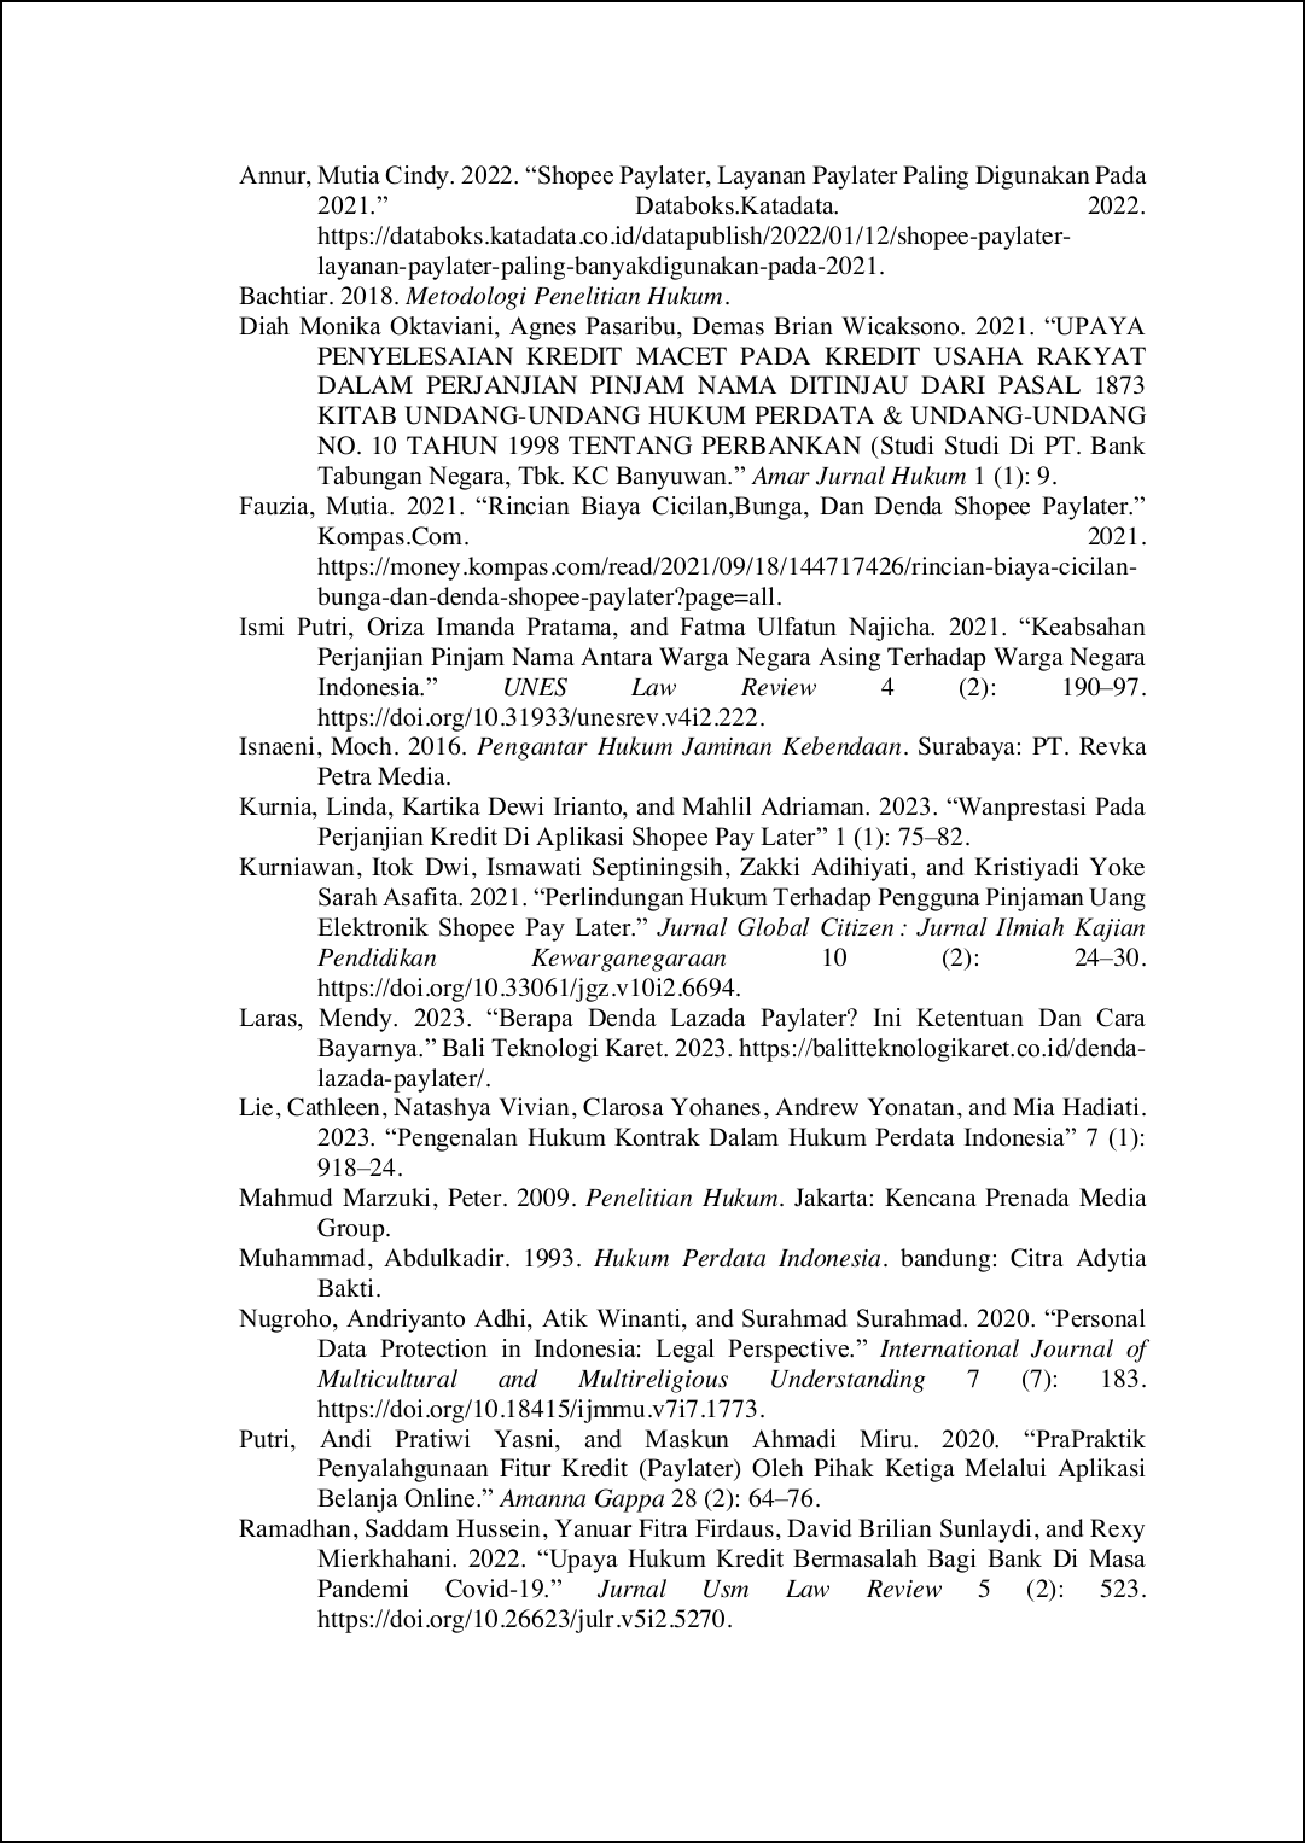 Annur, Mutia Cindy. 2022. “Shopee Paylater, Layanan Paylater Paling Digunakan Pada
2021.” Databoks.Katadata. 2022.
https://databoks.katadata.co.id/datapublish/2022/01/12/shopee-paylater-
layanan-paylater-paling-banyakdigunakan-pada-2021.
Bachtiar. 2018. Metodologi Penelitian Hukum.
Diah Monika Oktaviani, Agnes Pasaribu, Demas Brian Wicaksono. 2021. “UPAYA
PENYELESAIAN KREDIT MACET PADA KREDIT USAHA RAKYAT
DALAM PERJANJIAN PINJAM NAMA DITINJAU DARI PASAL 1873
KITAB UNDANG-UNDANG HUKUM PERDATA & UNDANG-UNDANG
NO. 10 TAHUN 1998 TENTANG PERBANKAN (Studi Studi Di PT. Bank
Tabungan Negara, Tbk. KC Banyuwan.” Amar Jurnal Hukum 1 (1): 9.
Fauzia, Mutia. 2021. “Rincian Biaya Cicilan,Bunga, Dan Denda Shopee Paylater.”
Kompas.Com. 2021.
https://money.kompas.com/read/2021/09/18/144717426/rincian-biaya-cicilan-
bunga-dan-denda-shopee-paylater?page=all.
Ismi Putri, Oriza Imanda Pratama, and Fatma Ulfatun Najicha. 2021. “Keabsahan
Perjanjian Pinjam Nama Antara Warga Negara Asing Terhadap Warga Negara
Indonesia.” UNES Law Review 4 (2): 190–97.
https://doi.org/10.31933/unesrev.v4i2.222.
Isnaeni, Moch. 2016. Pengantar Hukum Jaminan Kebendaan. Surabaya: PT. Revka
Petra Media.
Kurnia, Linda, Kartika Dewi Irianto, and Mahlil Adriaman. 2023. “Wanprestasi Pada
Perjanjian Kredit Di Aplikasi Shopee Pay Later” 1 (1): 75–82.
Kurniawan, Itok Dwi, Ismawati Septiningsih, Zakki Adihiyati, and Kristiyadi Yoke
Sarah Asafita. 2021. “Perlindungan Hukum Terhadap Pengguna Pinjaman Uang
Elektronik Shopee Pay Later.” Jurnal Global Citizen : Jurnal Ilmiah Kajian
Pendidikan Kewarganegaraan 10 (2): 24–30.
https://doi.org/10.33061/jgz.v10i2.6694.
Laras, Mendy. 2023. “Berapa Denda Lazada Paylater? Ini Ketentuan Dan Cara
Bayarnya.” Bali Teknologi Karet. 2023. https://balitteknologikaret.co.id/denda-
lazada-paylater/.
Lie, Cathleen, Natashya Vivian, Clarosa Yohanes, Andrew Yonatan, and Mia Hadiati.
2023. “Pengenalan Hukum Kontrak Dalam Hukum Perdata Indonesia” 7 (1):
918–24.
Mahmud Marzuki, Peter. 2009. Penelitian Hukum. Jakarta: Kencana Prenada Media
Group.
Muhammad, Abdulkadir. 1993. Hukum Perdata Indonesia. bandung: Citra Adytia
Bakti.
Nugroho, Andriyanto Adhi, Atik Winanti, and Surahmad Surahmad. 2020. “Personal
Data Protection in Indonesia: Legal Perspective.” International Journal of
Multicultural and Multireligious Understanding 7 (7): 183.
https://doi.org/10.18415/ijmmu.v7i7.1773.
Putri, Andi Pratiwi Yasni, and Maskun Ahmadi Miru. 2020. “PraPraktik
Penyalahgunaan Fitur Kredit (Paylater) Oleh Pihak Ketiga Melalui Aplikasi
Belanja Online.” Amanna Gappa 28 (2): 64–76.
Ramadhan, Saddam Hussein, Yanuar Fitra Firdaus, David Brilian Sunlaydi, and Rexy
Mierkhahani. 2022. “Upaya Hukum Kredit Bermasalah Bagi Bank Di Masa
Pandemi Covid-19.” Jurnal Usm Law Review 5 (2): 523.
https://doi.org/10.26623/julr.v5i2.5270.